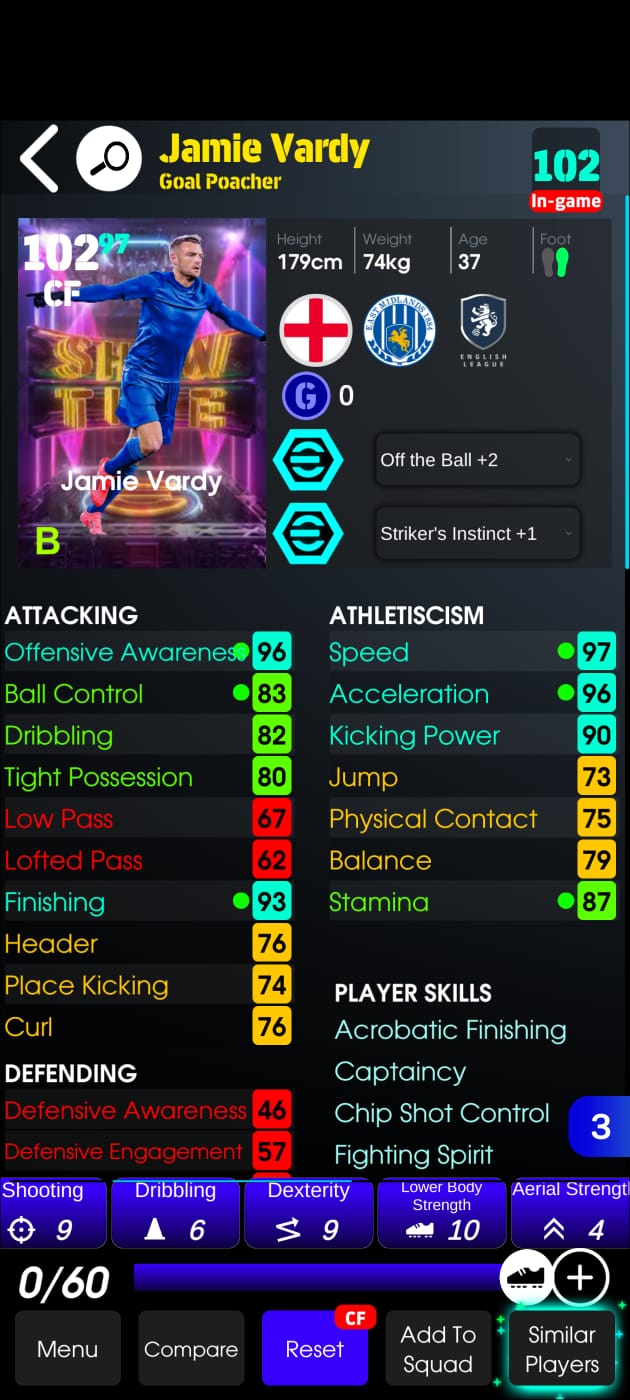 Jamie Vardy
Goal Poacher
102
In-game
102 97
CF
SHOW
TIME
Jamie Vardy
B
Height
179cm
Weight
74kg
Age
37
Foot
EAST MIDLANDS 1884
ENGLISH
LEAGUE
G 0
Off the Ball +2
Striker's Instinct +1
ATTACKING
Offensive Awareness 96
Ball Control 83
Dribbling 82
Tight Possession 80
Low Pass 67
Lofted Pass 62
Finishing 93
Header 76
Place Kicking 74
Curl 76
DEFENDING
Defensive Awareness 46
Defensive Engagement 57
ATHLETISCISM
Speed 97
Acceleration 96
Kicking Power 90
Jump 73
Physical Contact 75
Balance 79
Stamina 87
PLAYER SKILLS
Acrobatic Finishing
Captaincy
Chip Shot Control
Fighting Spirit
3
Shooting
9
Dribbling
6
Dexterity
9
Lower Body
Strength
10
Aerial Strengt
4
0/60
Menu
Compare
CF
Reset
Add To
Squad
Similar
Players